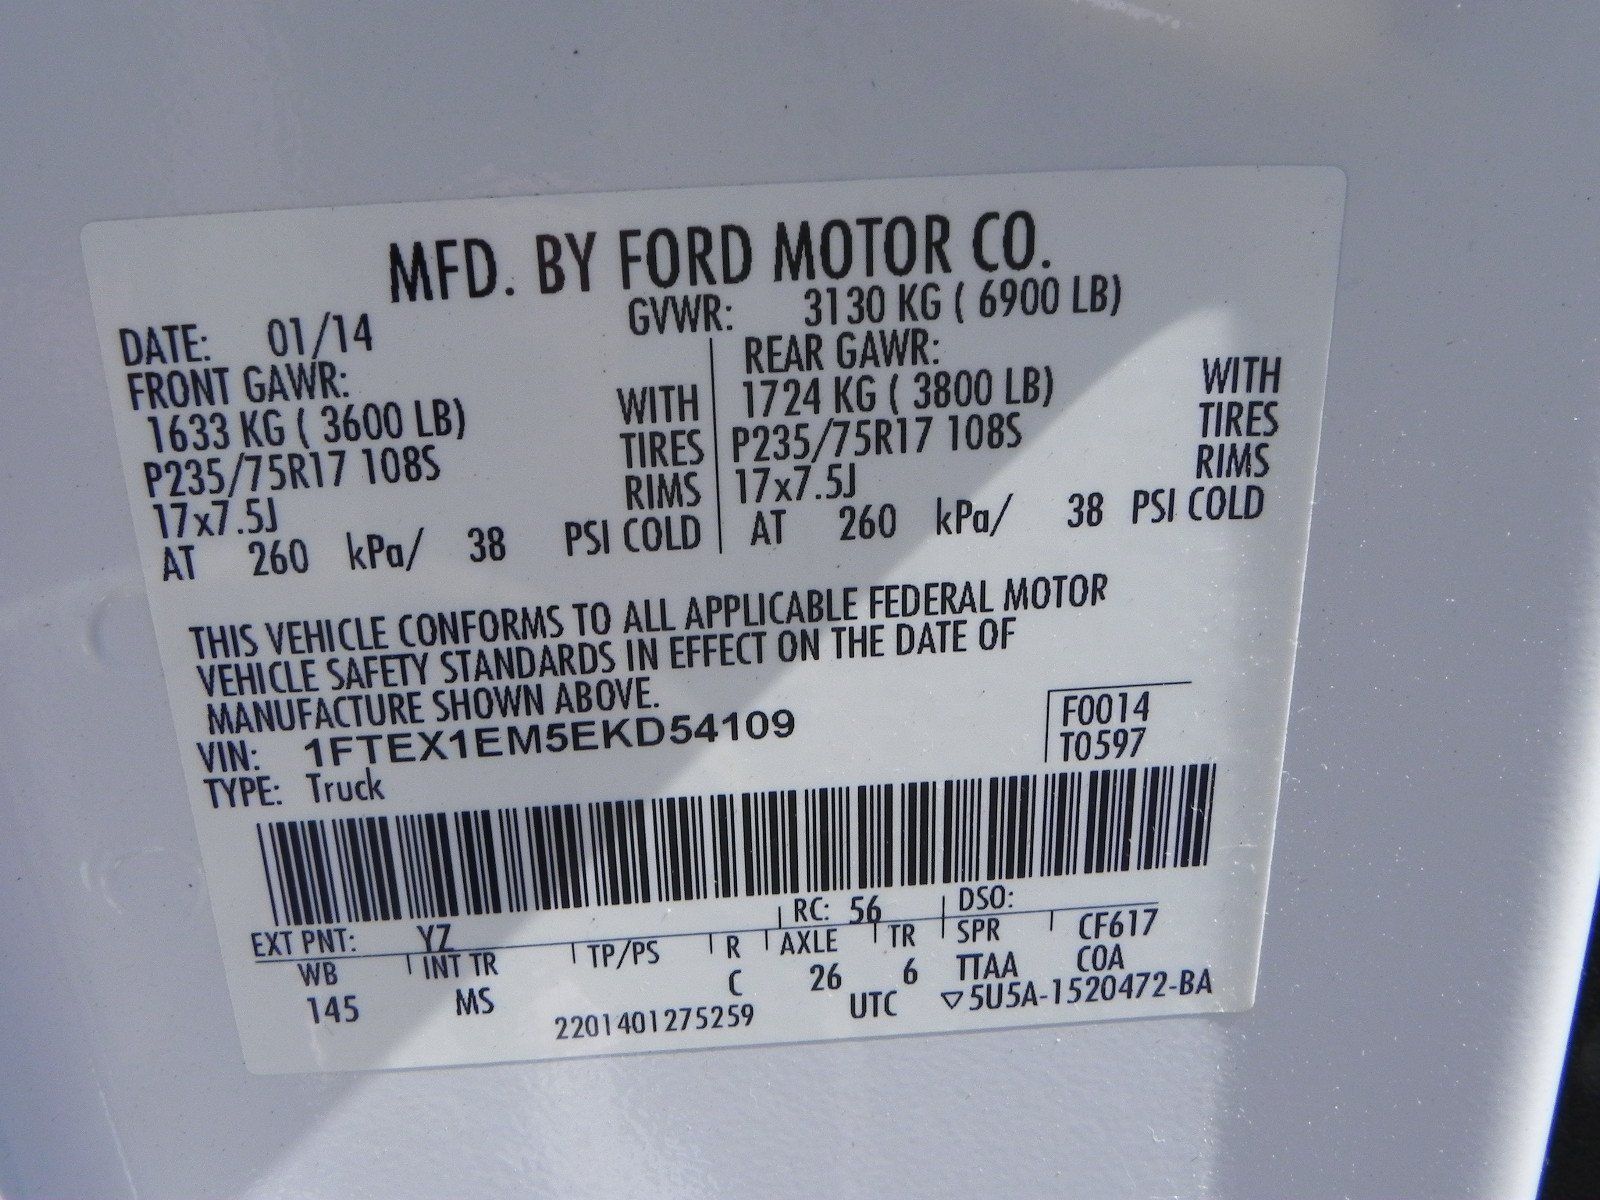 MFD. BY FORD MOTOR CO.
DATE: 01/14 GVWR: 3130 KG ( 6900 LB)
FRONT GAWR: REAR GAWR:
1633 KG ( 3600 LB) WITH 1724 KG ( 3800 LB) WITH
P235/75R17 108S TIRES P235/75R17 108S TIRES
17x7.5J RIMS 17x7.5J RIMS
AT 260 kPa/ 38 PSI COLD AT 260 kPa/ 38 PSI COLD
THIS VEHICLE CONFORMS TO ALL APPLICABLE FEDERAL MOTOR
VEHICLE SAFETY STANDARDS IN EFFECT ON THE DATE OF
MANUFACTURE SHOWN ABOVE.
VIN: 1FTEX1EM5EKD54109 F0014
TYPE: Truck T0597
EXT PNT: YZ RC: 56 DSO:
WB INT TR TP/PS R AXLE TR SPR CF617
145 MS C 26 6 TTAA COA
2201401275259 UTC ▽5U5A-1520472-BA